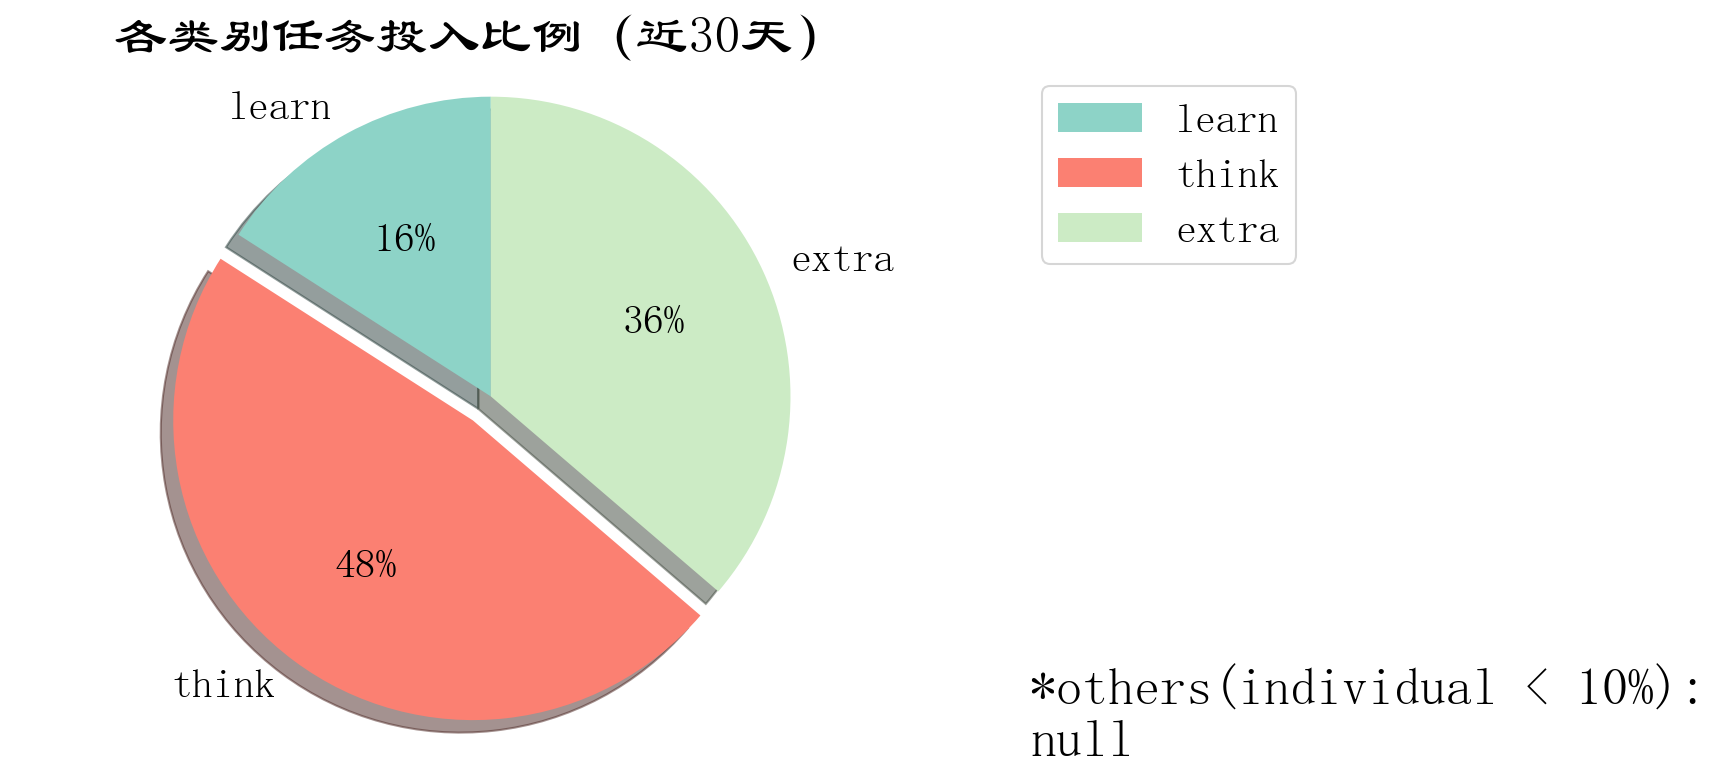 各类别任务投入比例（近30天）
learn
16%
extra
36%
48%
think
learn
think
extra
*others(individual < 10%):
null